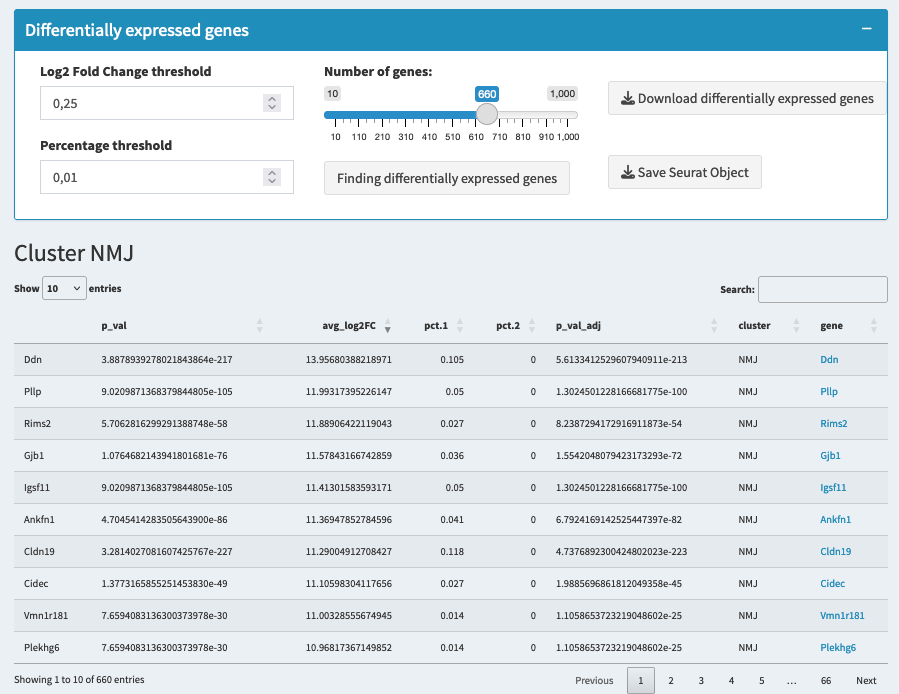 Differentially expressed genes −
Log2 Fold Change threshold
0,25
Percentage threshold
0,01
Number of genes:
10 660 1,000
10 110 210 310 410 510 610 710 810 910 1,000
Finding differentially expressed genes
Download differentially expressed genes
Save Seurat Object
Cluster NMJ
Show 10 entries
Search:
p_val avg_log2FC pct.1 pct.2 p_val_adj cluster gene
Ddn 3.8878939278021843864e-217 13.95680388218971 0.105 0 5.6133412529607940911e-213 NMJ Ddn
Pllp 9.0209871368379844805e-105 11.99317395226147 0.05 0 1.3024501228166681775e-100 NMJ Pllp
Rims2 5.7062816299291388748e-58 11.88906422119043 0.027 0 8.2387294172916911873e-54 NMJ Rims2
Gjb1 1.0764682143941801681e-76 11.57843166742859 0.036 0 1.5542048079423173293e-72 NMJ Gjb1
Igsf11 9.0209871368379844805e-105 11.41301583593171 0.05 0 1.3024501228166681775e-100 NMJ Igsf11
Ankfn1 4.7045414283505643900e-86 11.36947852784596 0.041 0 6.7924169142525447397e-82 NMJ Ankfn1
Cldn19 3.2814027081607425767e-227 11.29004912708427 0.118 0 4.7376892300424802023e-223 NMJ Cldn19
Cidec 1.3773165855251453830e-49 11.10598304117656 0.027 0 1.9885696861812049358e-45 NMJ Cidec
Vmn1r181 7.6594083136300373978e-30 11.00328555674945 0.014 0 1.1058653723219048602e-25 NMJ Vmn1r181
Plekhg6 7.6594083136300373978e-30 10.96817367149852 0.014 0 1.1058653723219048602e-25 NMJ Plekhg6
Showing 1 to 10 of 660 entries
Previous 1 2 3 4 5 … 66 Next